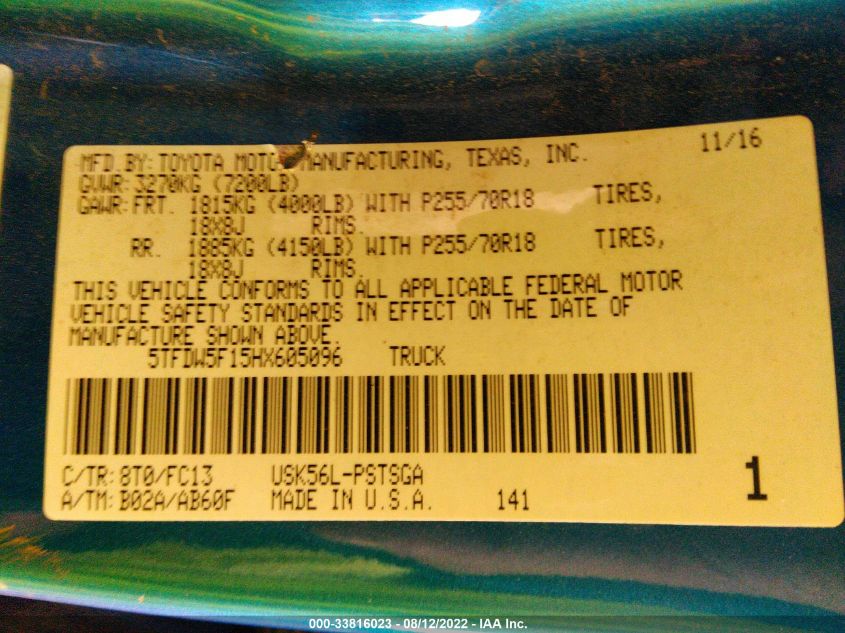 MFD. BY: TOYOTA MOTOR MANUFACTURING, TEXAS, INC. 11/16
GVWR: 3270KG (7200LB)
GAWR: FRT. 1815KG (4000LB) WITH P255/70R18 TIRES,
18X8J RIMS.
RR. 1885KG (4150LB) WITH P255/70R18 TIRES,
18X8J RIMS.
THIS VEHICLE CONFORMS TO ALL APPLICABLE FEDERAL MOTOR
VEHICLE SAFETY STANDARDS IN EFFECT ON THE DATE OF
MANUFACTURE SHOWN ABOVE.
5TFDW5F15HX605096 TRUCK
C/TR: 8T0/FC13 USK56L-PSTSGA
A/TM: B02A/AB60F MADE IN U.S.A. 141 1
000-33816023 - 08/12/2022 - IAA Inc.